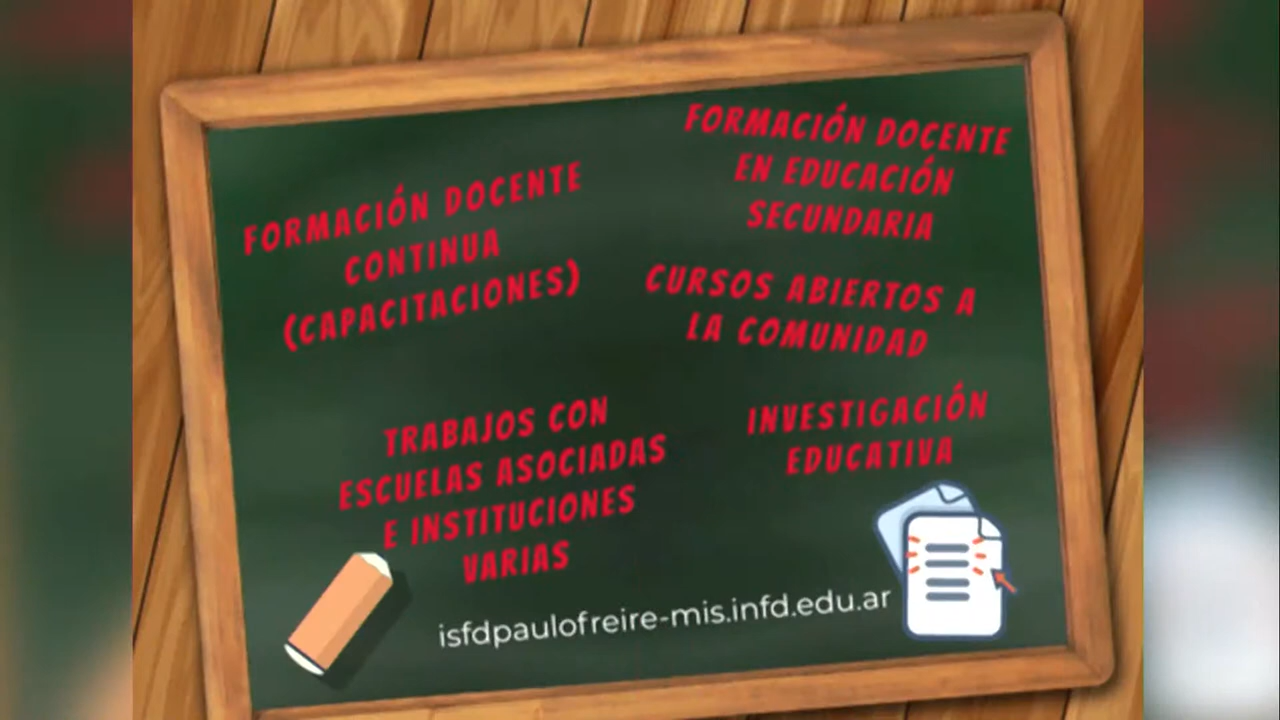 FORMACIÓN DOCENTE
CONTINUA
(CAPACITACIONES)
FORMACIÓN DOCENTE
EN EDUCACIÓN
SECUNDARIA
CURSOS ABIERTOS A
LA COMUNIDAD
TRABAJOS CON
ESCUELAS ASOCIADAS
E INSTITUCIONES
VARIAS
INVESTIGACIÓN
EDUCATIVA
isfdpaulofreire-mis.infd.edu.ar